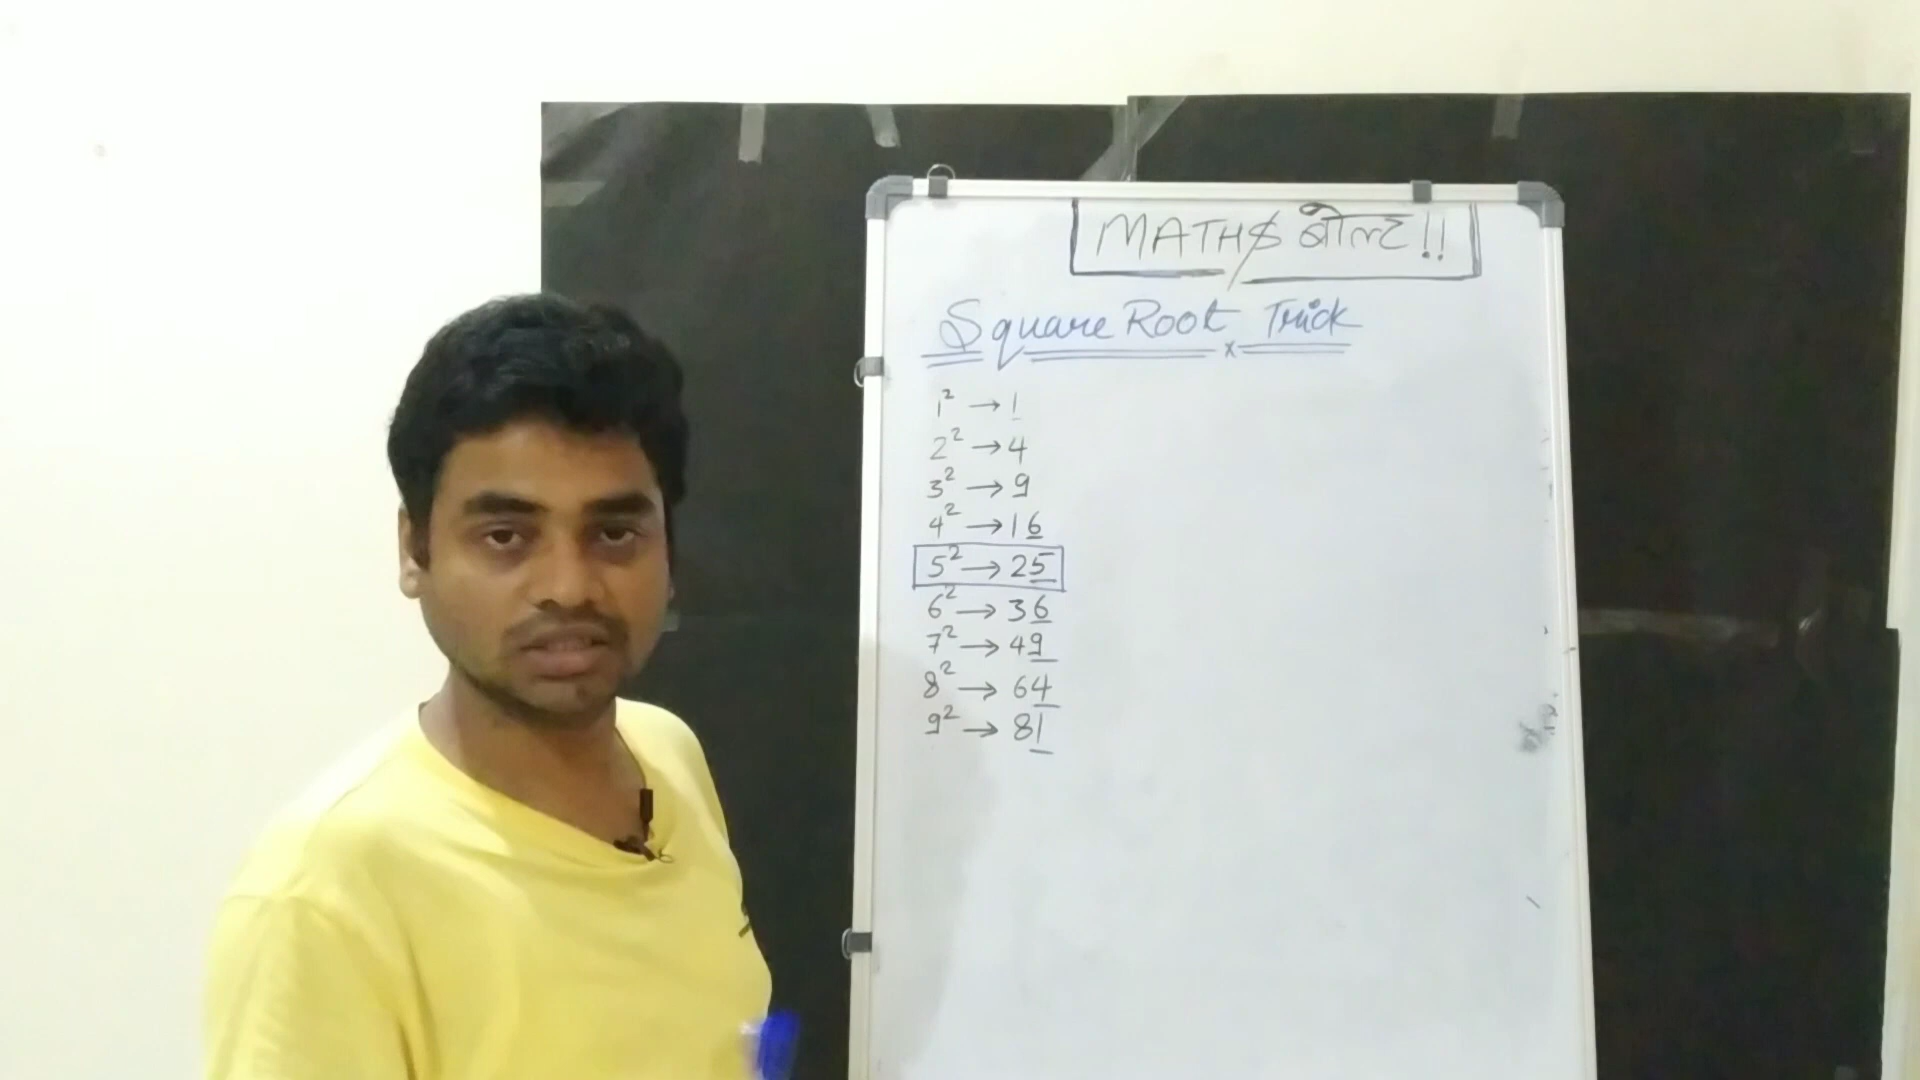 MATHS बोल्ट!!
Square Root Trick
1² → 1
2² → 4
3² → 9
4² → 16
5² → 25
6² → 36
7² → 49
8² → 64
9² → 81